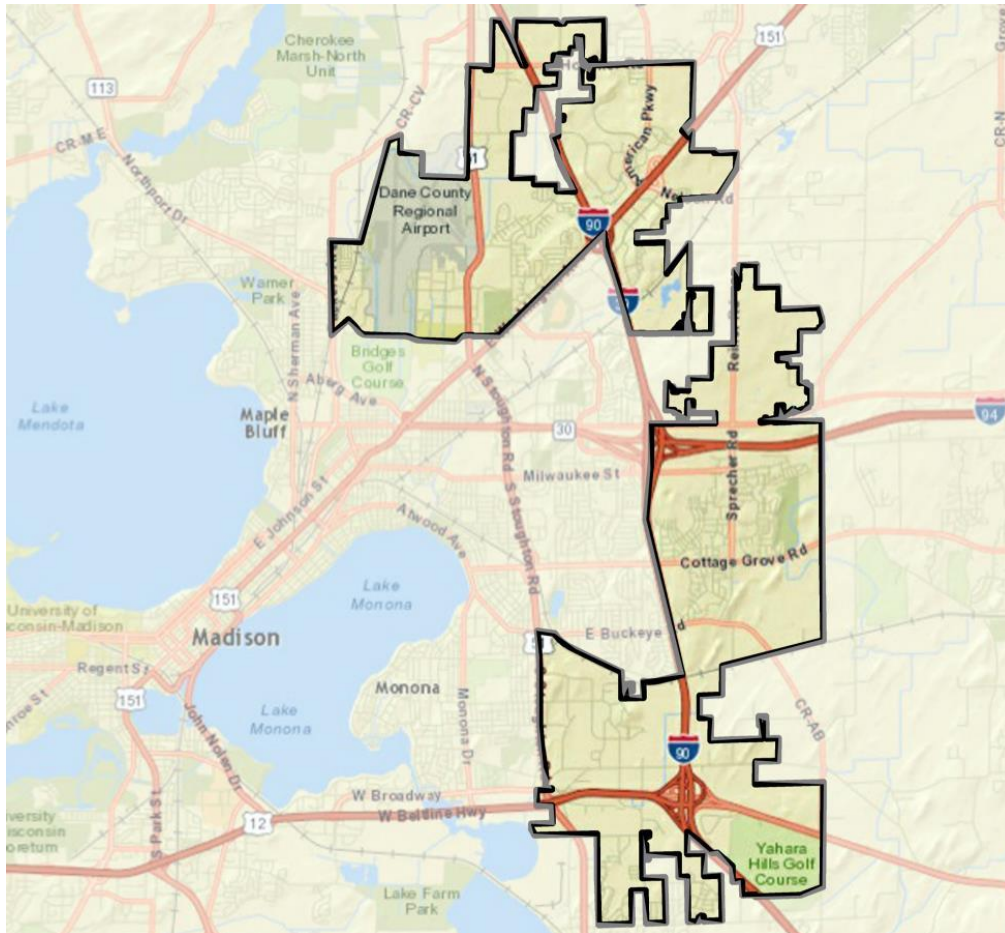 Cherokee
Marsh-North
Unit
151
113
CR-CV
CR-N
CR-M E
Northport Dr
American Pkwy
Dane County
Regional
Airport
90
Warner
Park
N Sherman Ave
Bridges
Golf
Course
Aberg Ave
N Stoughton Rd
Lake
Mendota
Maple
Bluff
30
94
Sprecher Rd
Milwaukee St
E Johnson St
Atwood Ave
S Stoughton Rd
Cottage Grove Rd
Lake
Monona
151
University of
consin-Madison
Madison
E Buckeye
Regent St
Monona
151
Lake
Monona
John Nolen Dr
Monona Dr
CR-AB
90
W Broadway
W Beltline Hwy
12
S Park St
Yahara
Hills Golf
Course
Lake Farm
Park